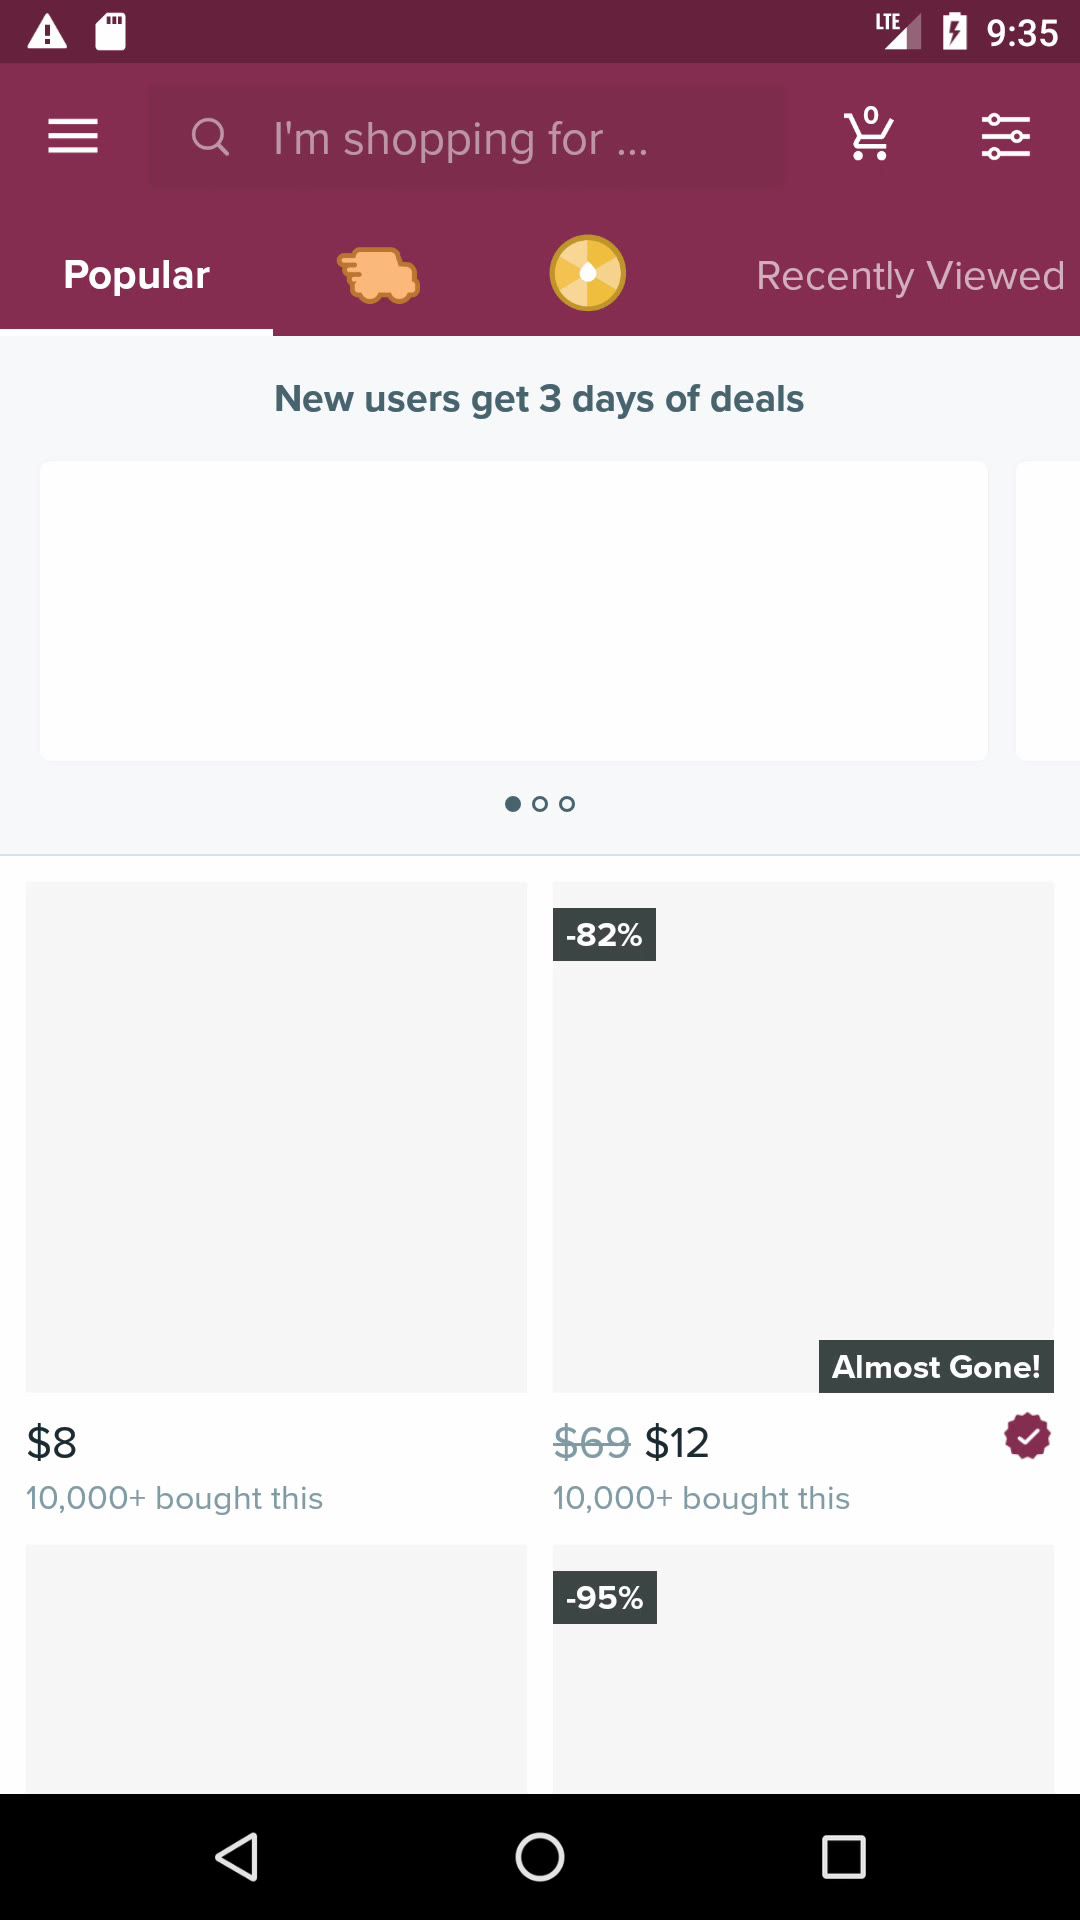 LTE 9:35
I'm shopping for ...
0
Popular
Recently Viewed
New users get 3 days of deals
-82%
Almost Gone!
$8
$69 $12
10,000+ bought this
10,000+ bought this
-95%